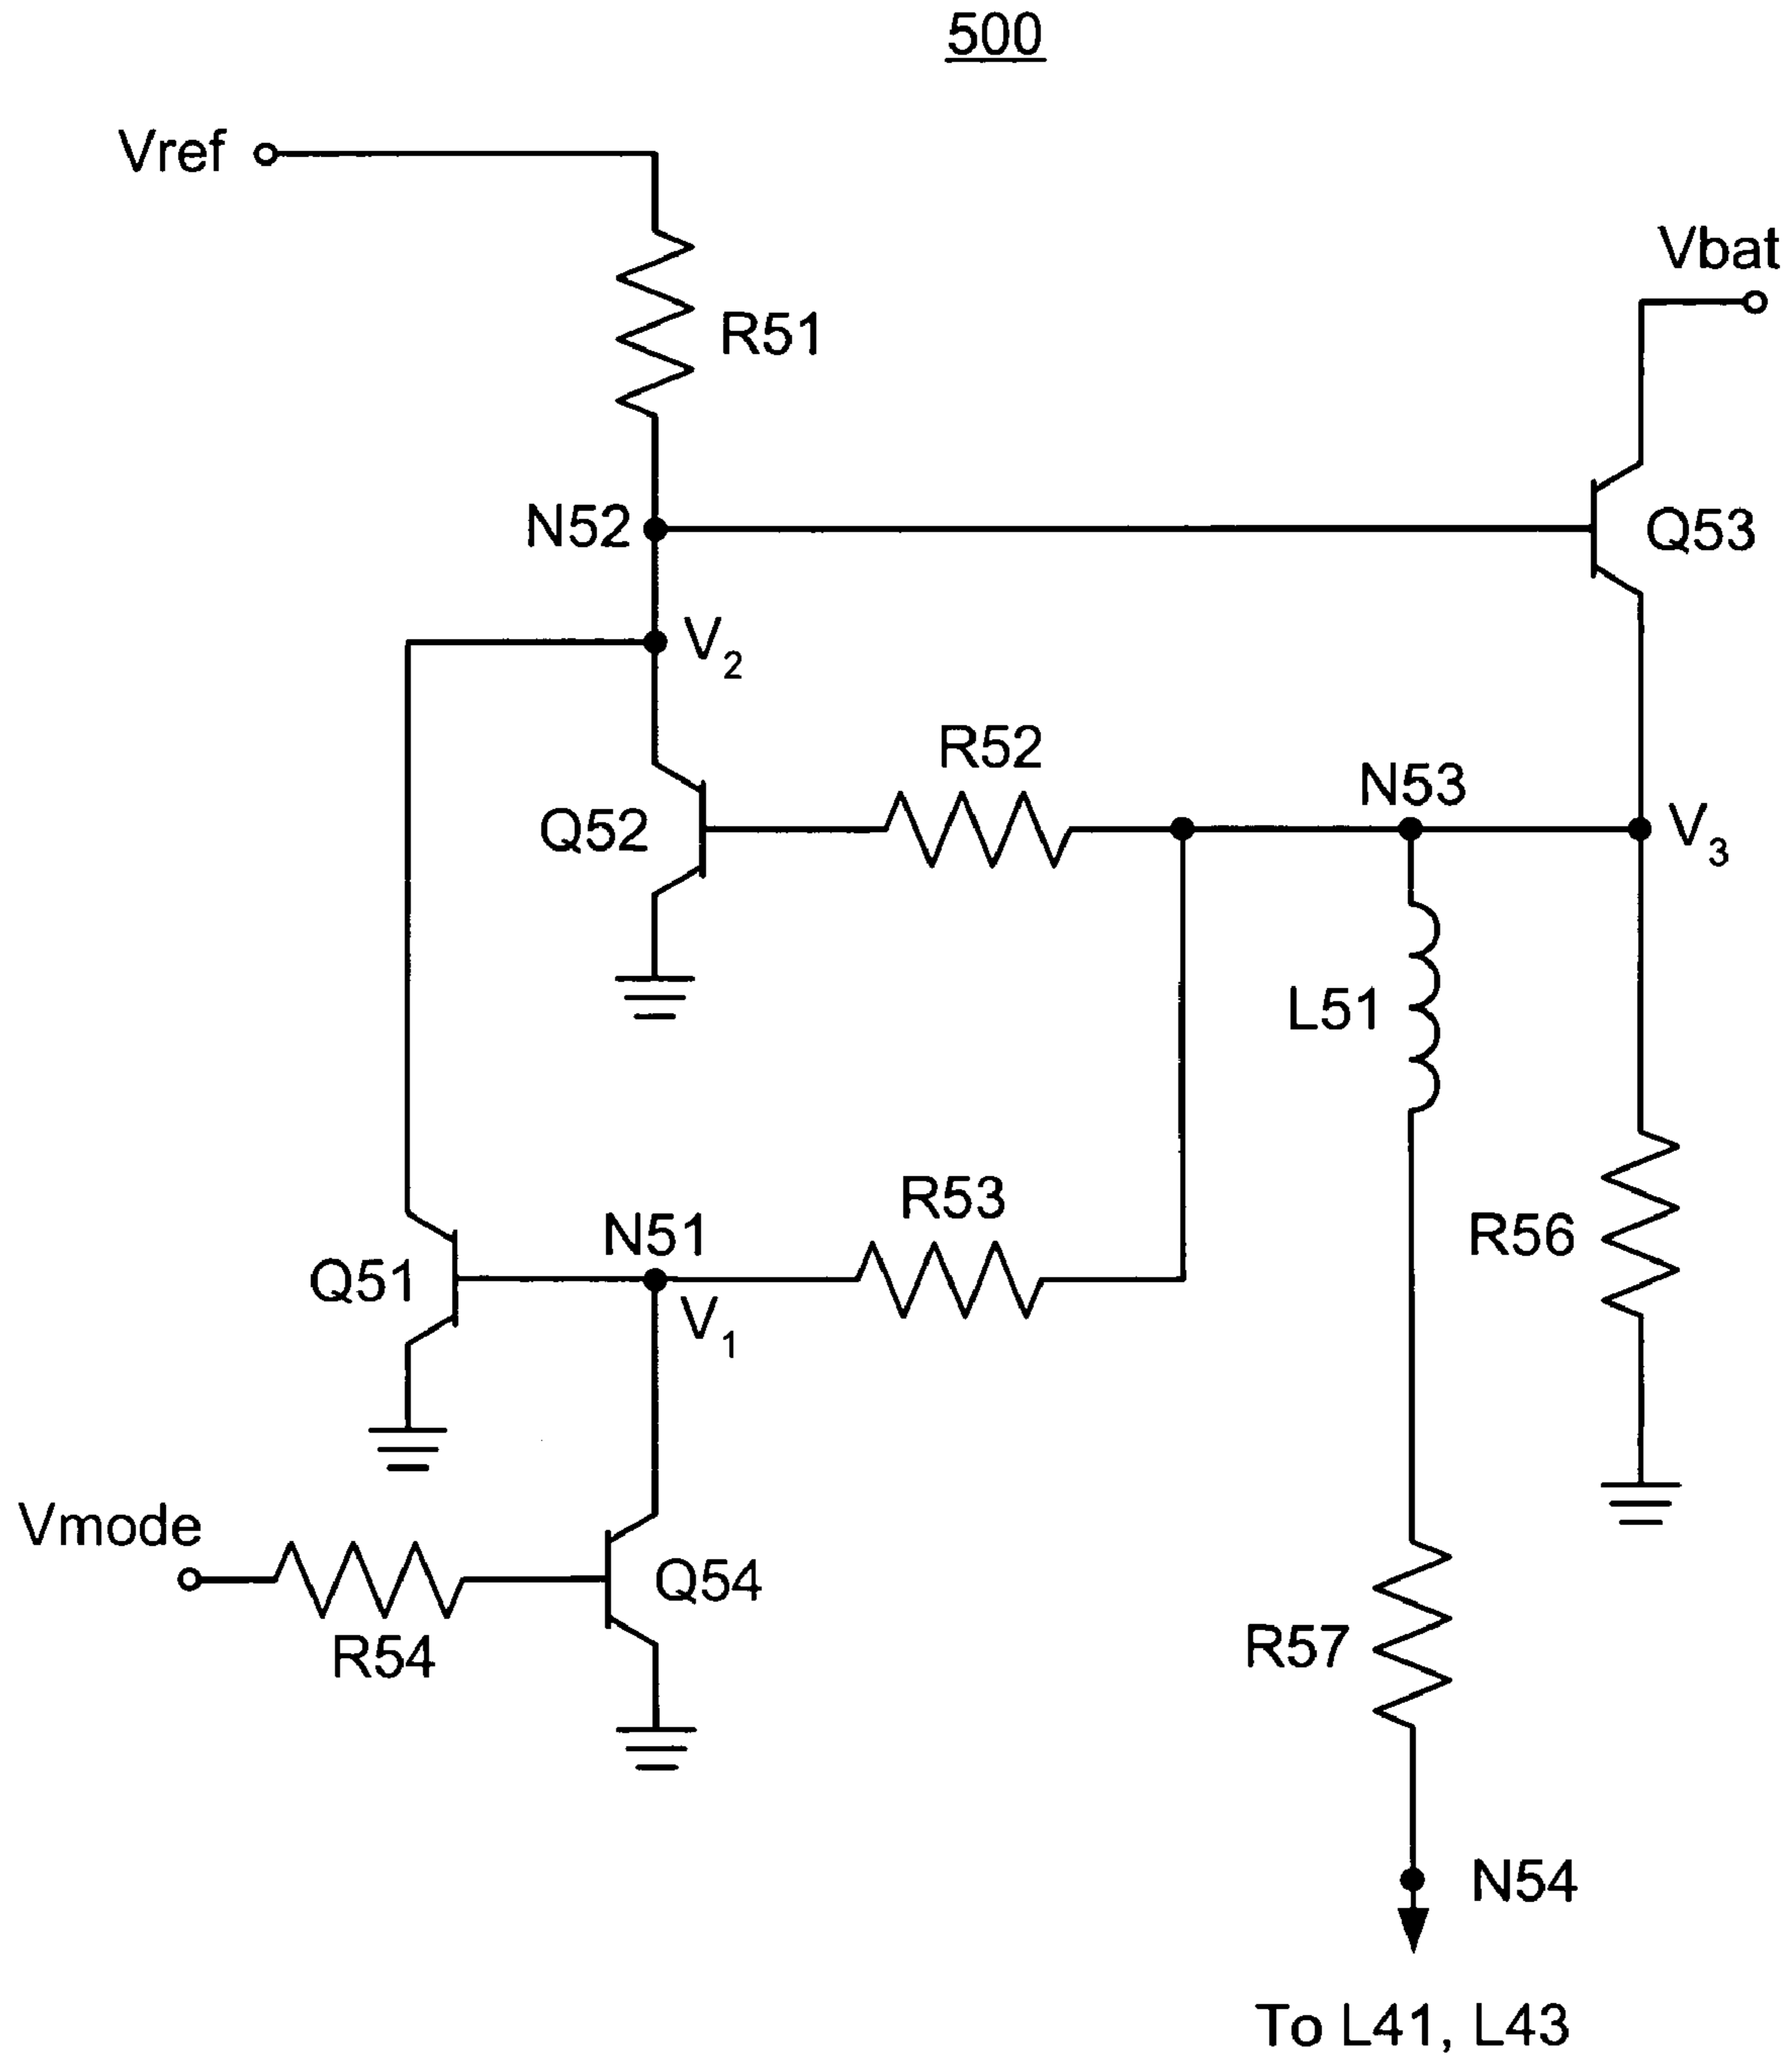 500
Vref
Vbat
R51
N52
Q53
V2
R52
N53
Q52
V3
L51
R53
N51
R56
Q51
V1
Vmode
Q54
R54
R57
N54
To L41, L43